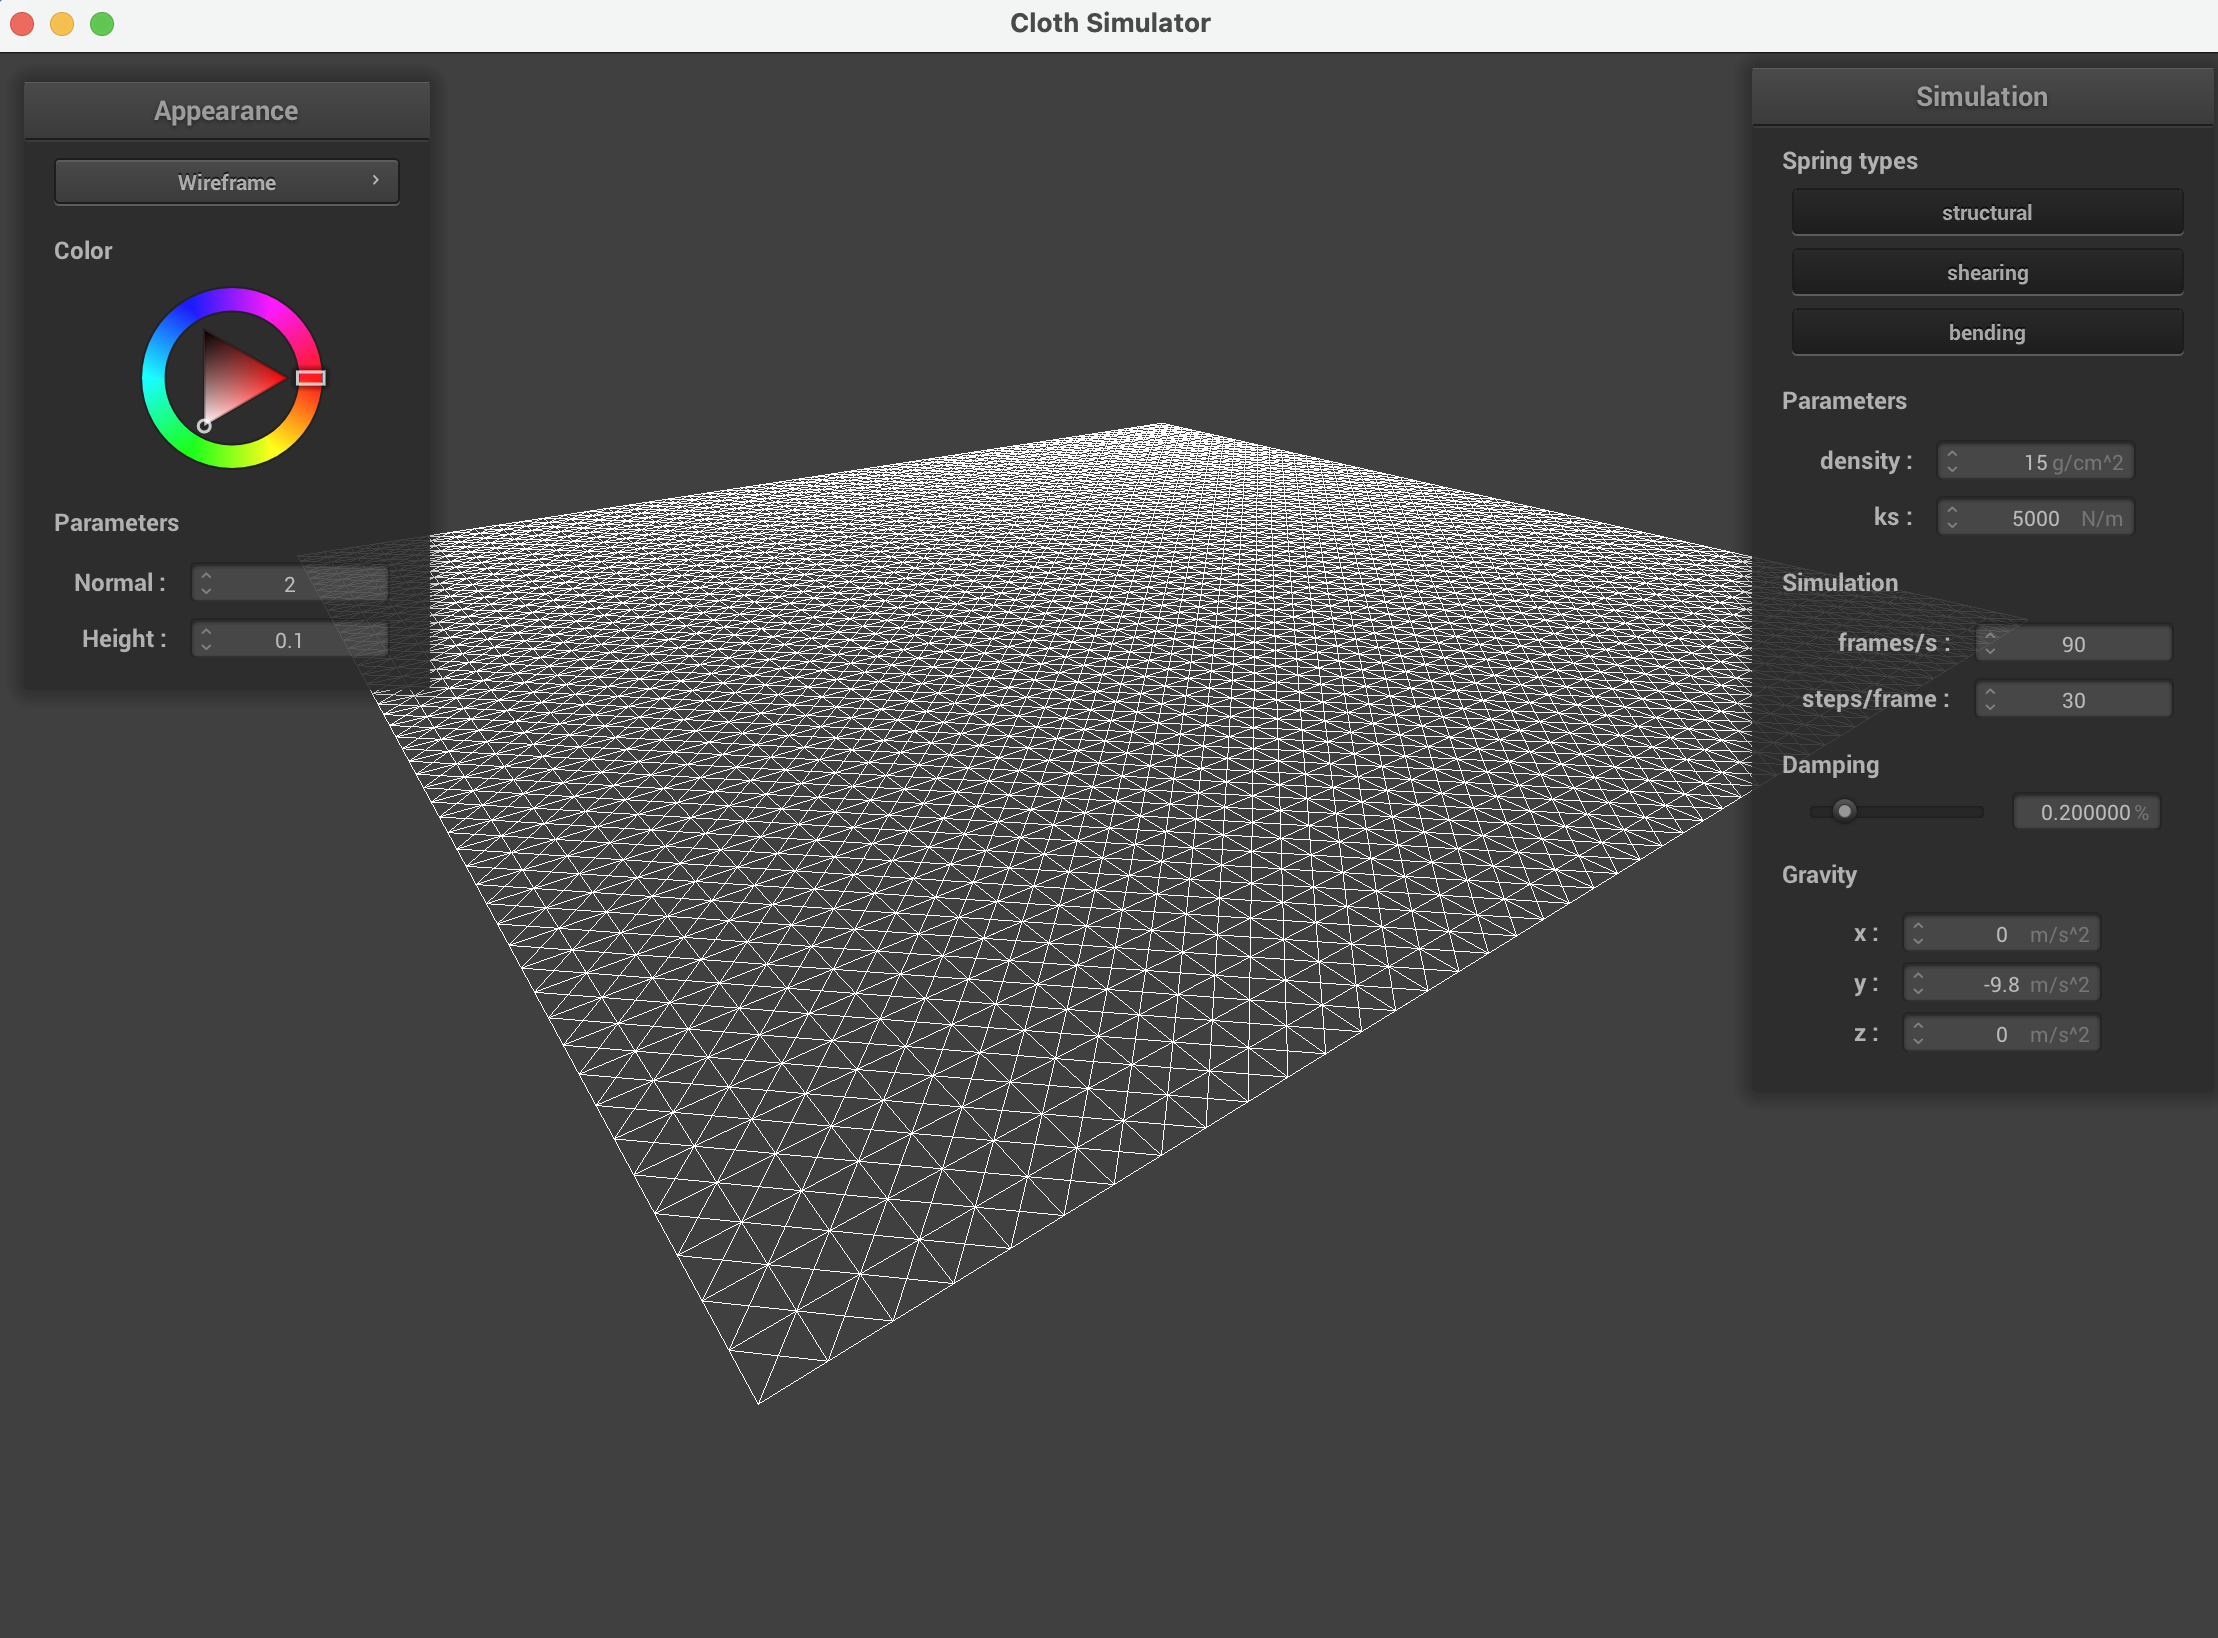 Cloth Simulator
Appearance
Wireframe
Color
Parameters
Normal : 2
Height : 0.1
Simulation
Spring types
structural
shearing
bending
Parameters
density : 15 g/cm^2
ks : 5000 N/m
Simulation
frames/s : 90
steps/frame : 30
Damping
0.200000 %
Gravity
x : 0 m/s^2
y : -9.8 m/s^2
z : 0 m/s^2